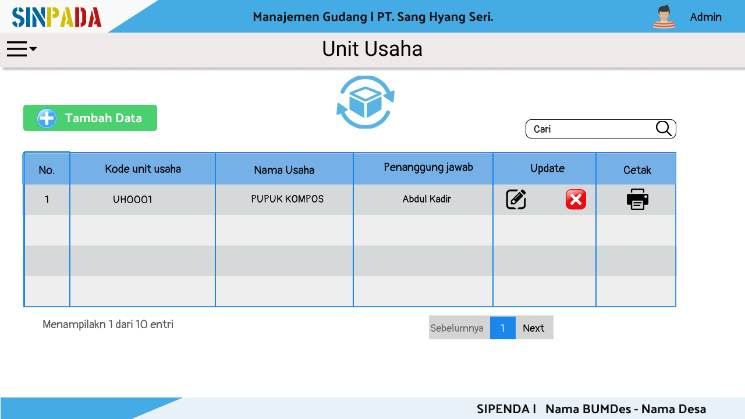 SINPADA
Manajemen Gudang | PT. Sang Hyang Seri.
Admin
Unit Usaha
Tambah Data
Cari
No. Kode unit usaha Nama Usaha Penanggung jawab Update Cetak
1 UH0001 PUPUK KOMPOS Abdul Kadir
Menampilakn 1 dari 10 entri
Sebelumnya 1 Next
SIPENDA | Nama BUMDes - Nama Desa